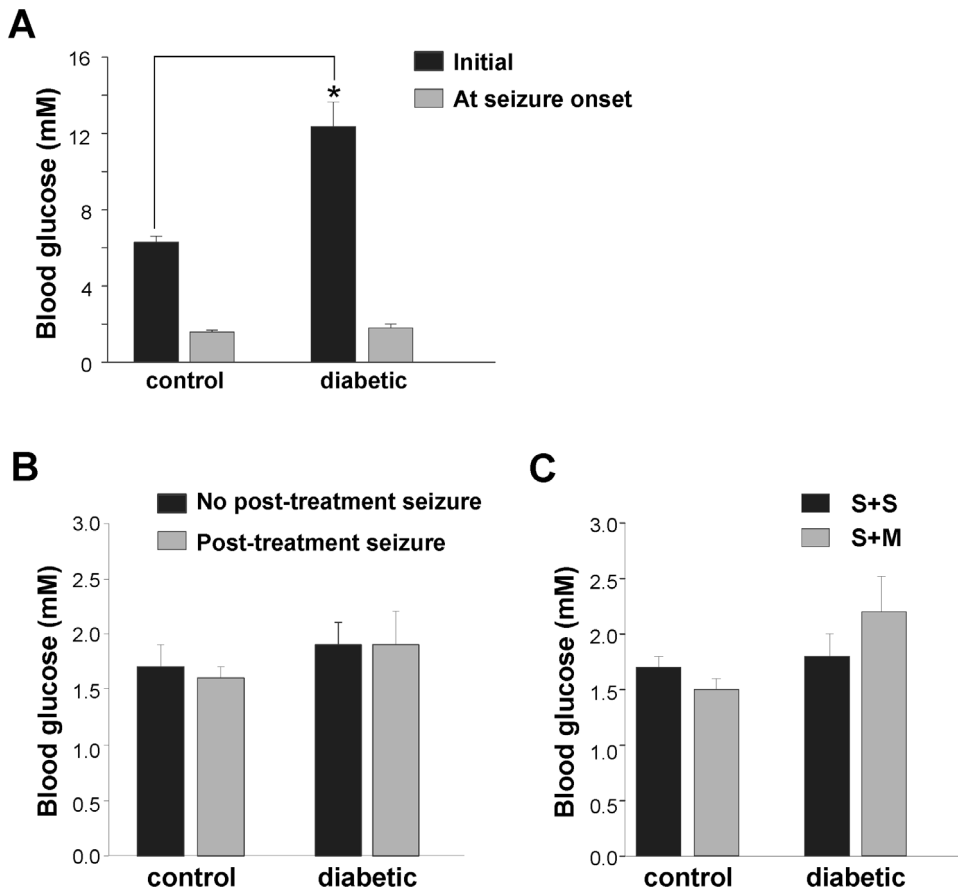 A
Blood glucose (mM)
16
12
8
4
0
*
Initial
At seizure onset
control
diabetic
B
No post-treatment seizure
Post-treatment seizure
Blood glucose (mM)
3.0
2.5
2.0
1.5
1.0
0.5
0.0
control
diabetic
C
S+S
S+M
Blood glucose (mM)
3.0
2.5
2.0
1.5
1.0
0.5
0.0
control
diabetic